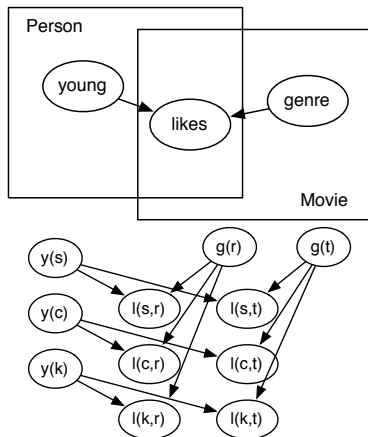 Person
young
genre
likes
Movie
g(r)
g(t)
y(s)
l(s,r)
l(s,t)
y(c)
l(c,r)
l(c,t)
y(k)
l(k,r)
l(k,t)